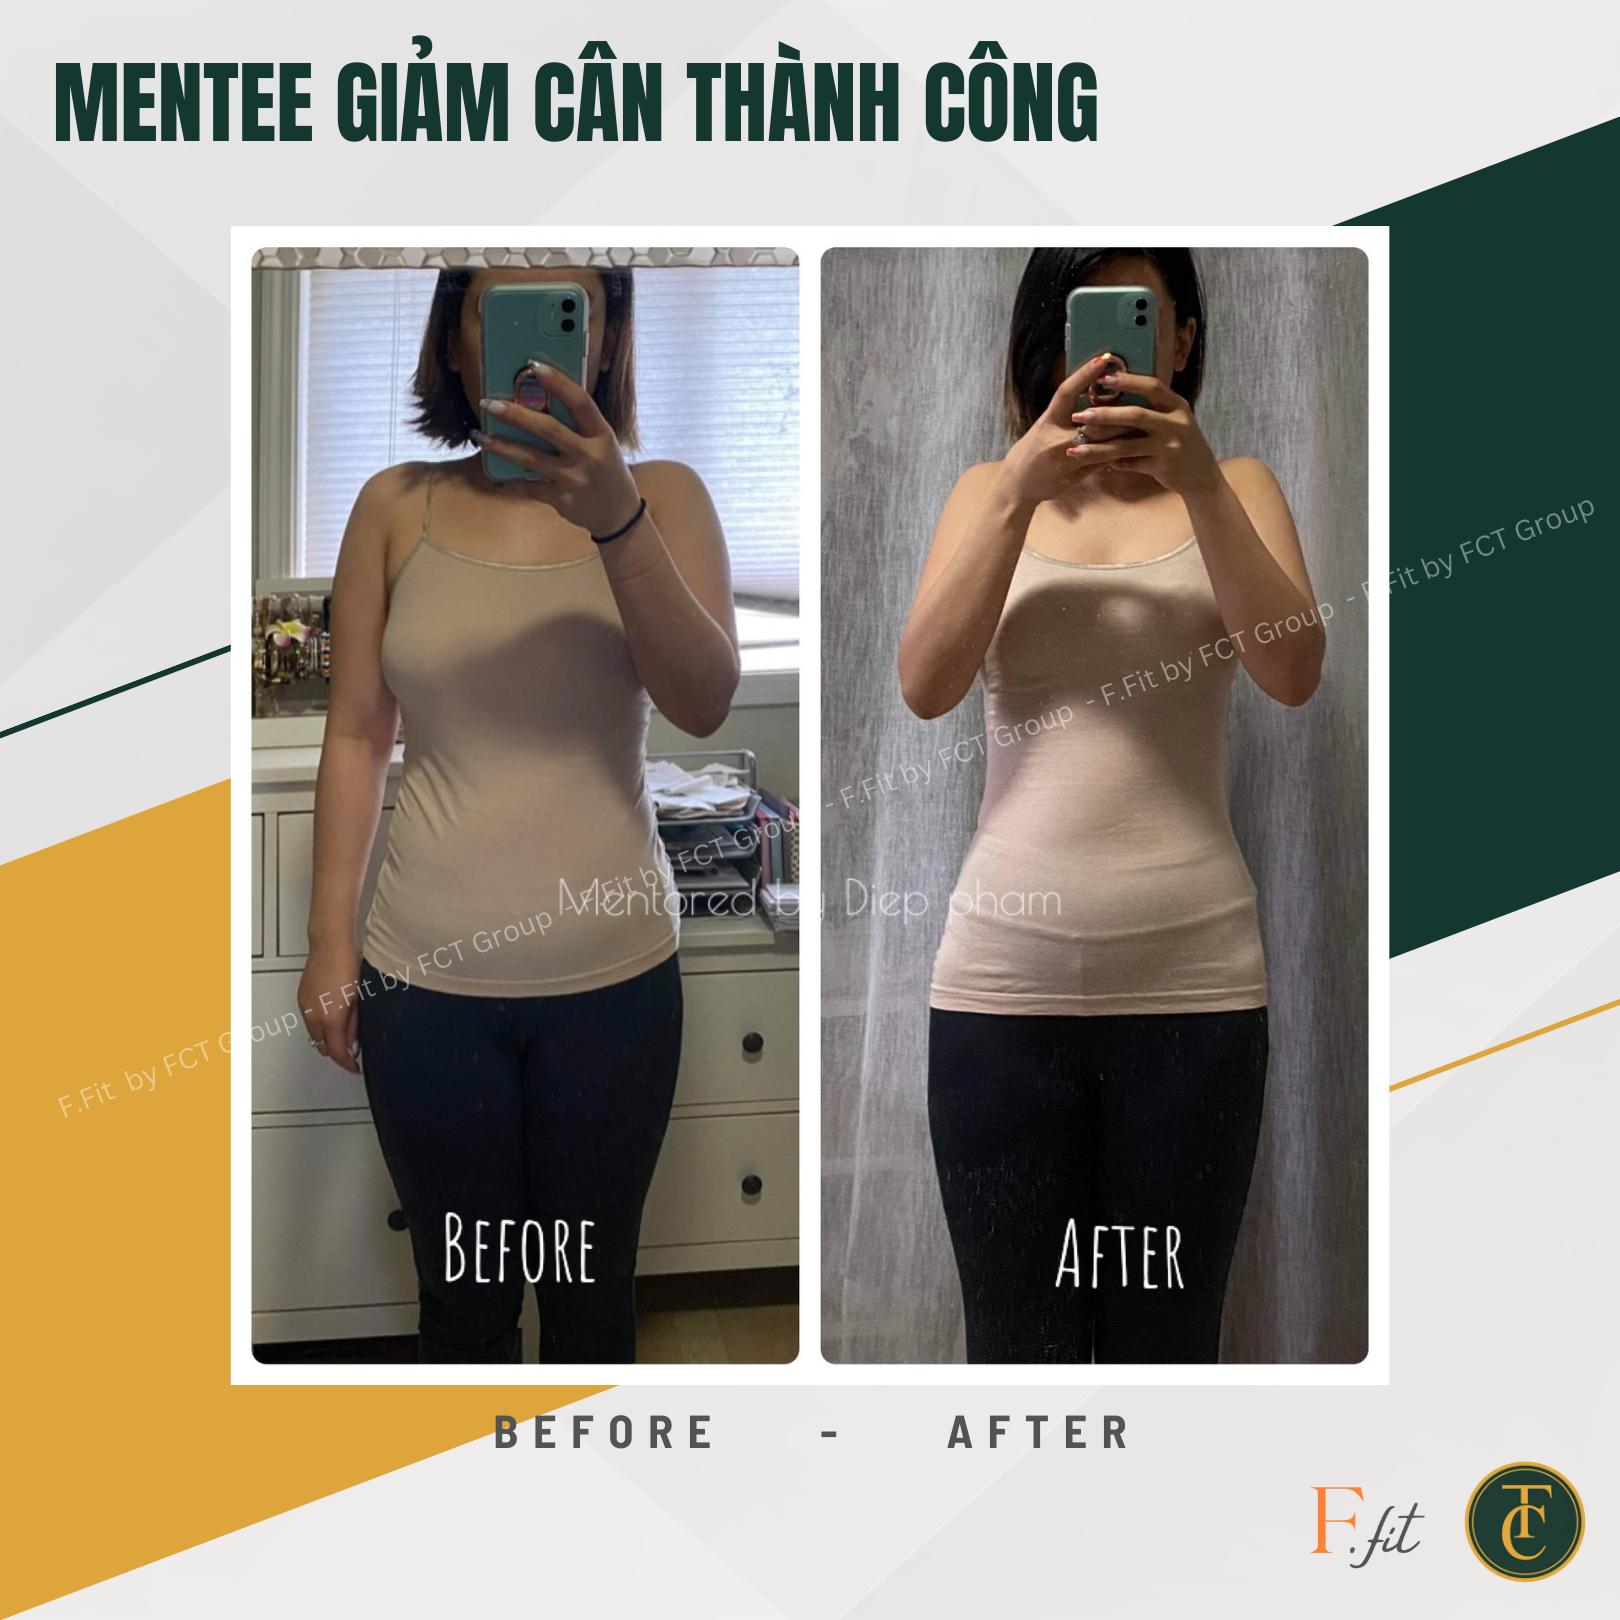 MENTEE GIẢM CÂN THÀNH CÔNG
F.Fit by FCT Group - F.Fit by FCT Group - F.Fit by FCT Group - F.Fit by FCT Group - F.Fit by FCT Group - F.Fit by FCT Group
Mentored by Diep pham
BEFORE
AFTER
BEFORE - AFTER
F.fit
TC